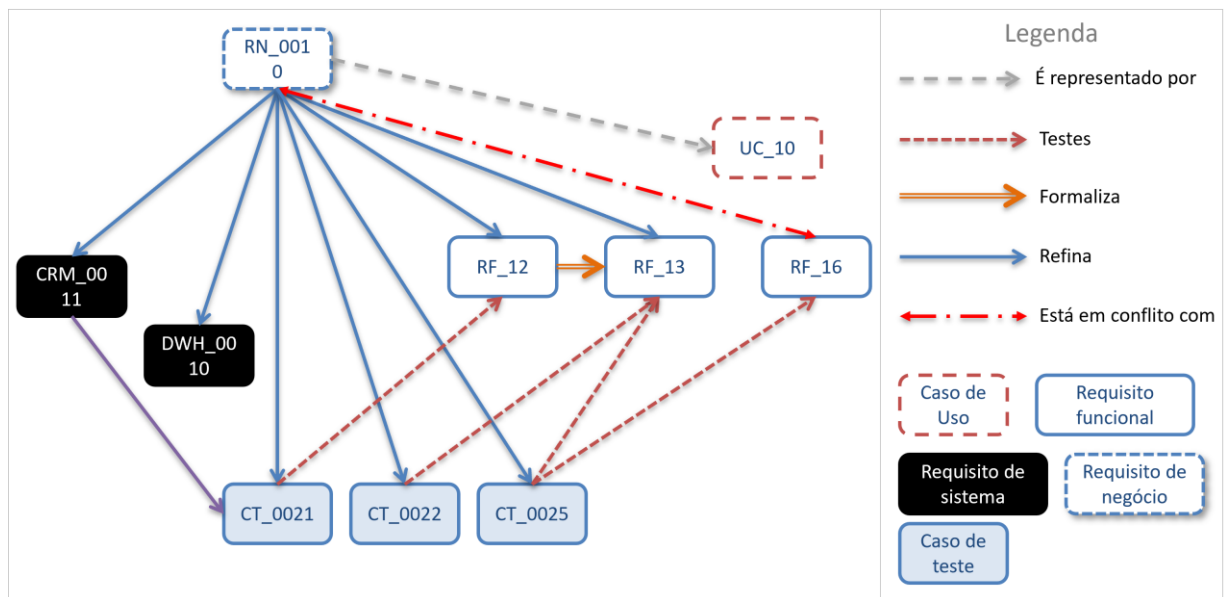 RN_001
0
UC_10
RF_12
RF_13
RF_16
CRM_00
11
DWH_00
10
CT_0021
CT_0022
CT_0025
Legenda
É representado por
Testes
Formaliza
Refina
Está em conflito com
Caso de
Uso
Requisito
funcional
Requisito de
sistema
Requisito de
negócio
Caso de
teste